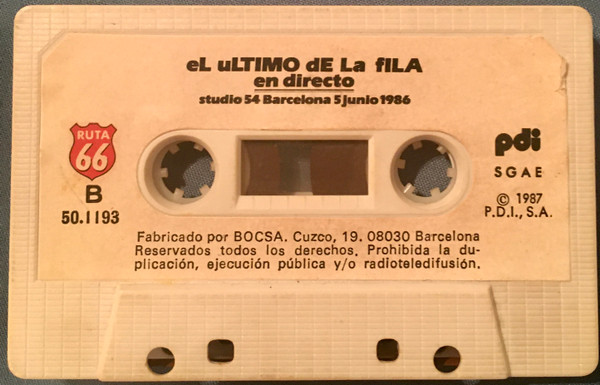 eL uLTIMO dE La fILA
en directo
studio 54 Barcelona 5 junio 1986
RUTA
66
B
50.1193
pdi
SGAE
© 1987
P.D.I., S.A.
Fabricado por BOCSA. Cuzco, 19. 08030 Barcelona
Reservados todos los derechos. Prohibida la du-
plicación, ejecución pública y/o radioteledifusión.